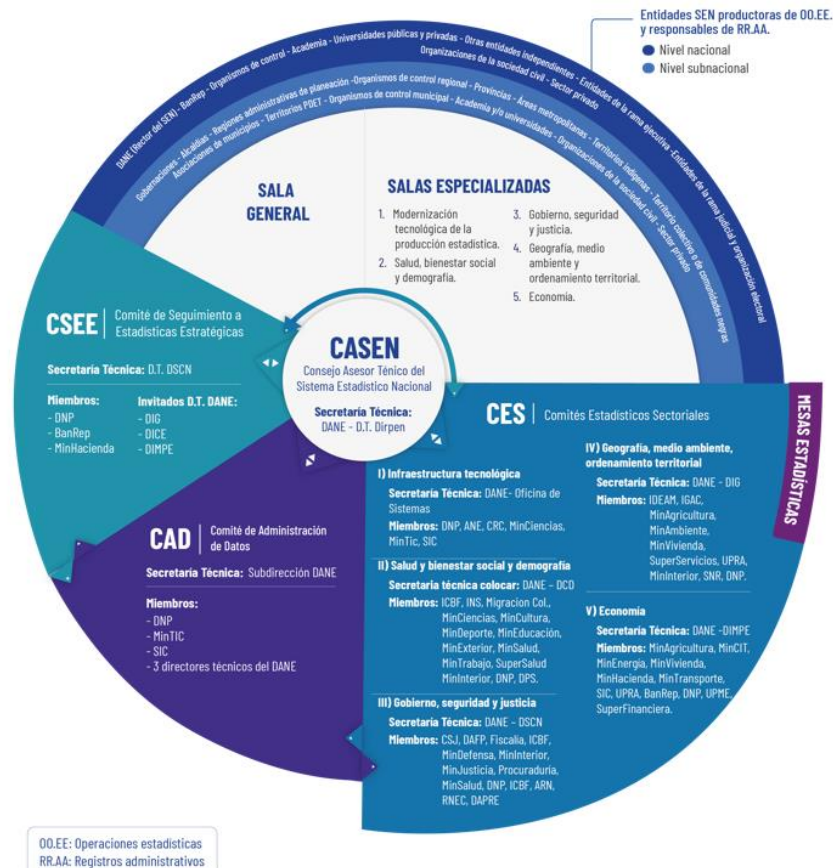 Entidades SEN productoras de OO.EE.
y responsables de RR.AA.
Nivel nacional
Nivel subnacional
DANE (Rector del SEN) - BanRep - Organismos de control - Academia - Universidades públicas y privadas - Otras entidades independientes - Entidades de la rama ejecutiva -Entidades de la rama judicial y organización electoral
Organizaciones de la sociedad civil - Sector privado
Gobernaciones - Alcaldías - Regiones administrativas de planeación -Organismos de control regional - Provincias - Áreas metropolitanas - Territorios indígenas - Territorio colectivo o de comunidades negras
Asociaciones de municipios - Territorios PDET - Organismos de control municipal - Academia y/o universidades - Organizaciones de la sociedad civil - Sector privado
SALA
GENERAL
SALAS ESPECIALIZADAS
1. Modernización
tecnológica de la
producción estadística.
2. Salud, bienestar social
y demografía.
3. Gobierno, seguridad
y justicia.
4. Geografía, medio
ambiente y
ordenamiento territorial.
5. Economía.
CSEE | Comité de Seguimiento a
Estadísticas Estratégicas
Secretaría Técnica: D.T. DSCN
Miembros:
- DNP
- BanRep
- MinHacienda
Invitados D.T. DANE:
- DIG
- DICE
- DIMPE
CASEN
Consejo Asesor Ténico del
Sistema Estadístico Nacional
Secretaría Técnica:
DANE - D.T. Dirpen
CAD | Comité de Administración
de Datos
Secretaría Técnica: Subdirección DANE
Miembros:
- DNP
- MinTIC
- SIC
- 3 directores técnicos del DANE
CES | Comités Estadísticos Sectoriales
I) Infraestructura tecnológica
Secretaría Técnica: DANE- Oficina de
Sistemas
Miembros: DNP, ANE, CRC, MinCiencias,
MinTic, SIC
II) Salud y bienestar social y demografía
Secretaria técnica colocar: DANE – DCD
Miembros: ICBF, INS, Migracion Col.,
MinCiencias, MinCultura,
MinDeporte, MinEducación,
MinExterior, MinSalud,
MinTrabajo, SuperSalud
MinInterior, DNP, DPS.
III) Gobierno, seguridad y justicia
Secretaría Técnica: DANE – DSCN
Miembros: CSJ, DAFP, Fiscalía, ICBF,
MinDefensa, MinInterior,
MinJusticia, Procuraduría,
MinSalud, DNP, ICBF, ARN,
RNEC, DAPRE
IV) Geografía, medio ambiente,
ordenamiento territorial
Secretaría Técnica: DANE - DIG
Miembros: IDEAM, IGAC,
MinAgricultura,
MinAmbiente,
MinVivienda,
SuperServicios, UPRA,
MinInterior, SNR, DNP.
V) Economía
Secretaría Técnica: DANE -DIMPE
Miembros: MinAgricultura, MinCIT,
MinEnergía, MinVivienda,
MinHacienda, MinTransporte,
SIC, UPRA, BanRep, DNP, UPME,
SuperFinanciera.
MESAS ESTADÍSTICAS
OO.EE: Operaciones estadísticas
RR.AA: Registros administrativos